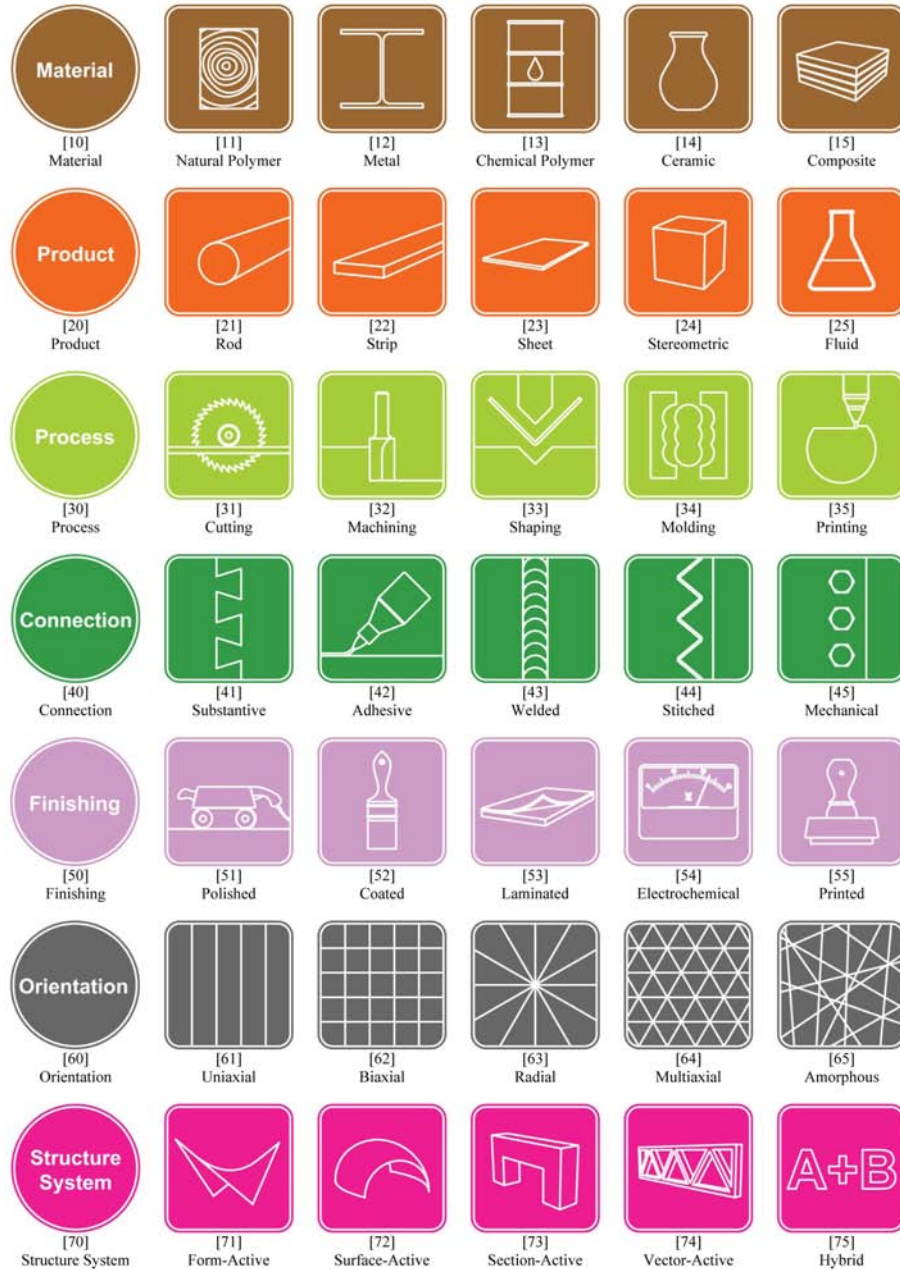 Material
[10]
Material
[11]
Natural Polymer
[12]
Metal
[13]
Chemical Polymer
[14]
Ceramic
[15]
Composite
Product
[20]
Product
[21]
Rod
[22]
Strip
[23]
Sheet
[24]
Stereometric
[25]
Fluid
Process
[30]
Process
[31]
Cutting
[32]
Machining
[33]
Shaping
[34]
Molding
[35]
Printing
Connection
[40]
Connection
[41]
Substantive
[42]
Adhesive
[43]
Welded
[44]
Stitched
[45]
Mechanical
Finishing
[50]
Finishing
[51]
Polished
[52]
Coated
[53]
Laminated
[54]
Electrochemical
[55]
Printed
Orientation
[60]
Orientation
[61]
Uniaxial
[62]
Biaxial
[63]
Radial
[64]
Multiaxial
[65]
Amorphous
Structure
System
[70]
Structure System
[71]
Form-Active
[72]
Surface-Active
[73]
Section-Active
[74]
Vector-Active
A+B
[75]
Hybrid